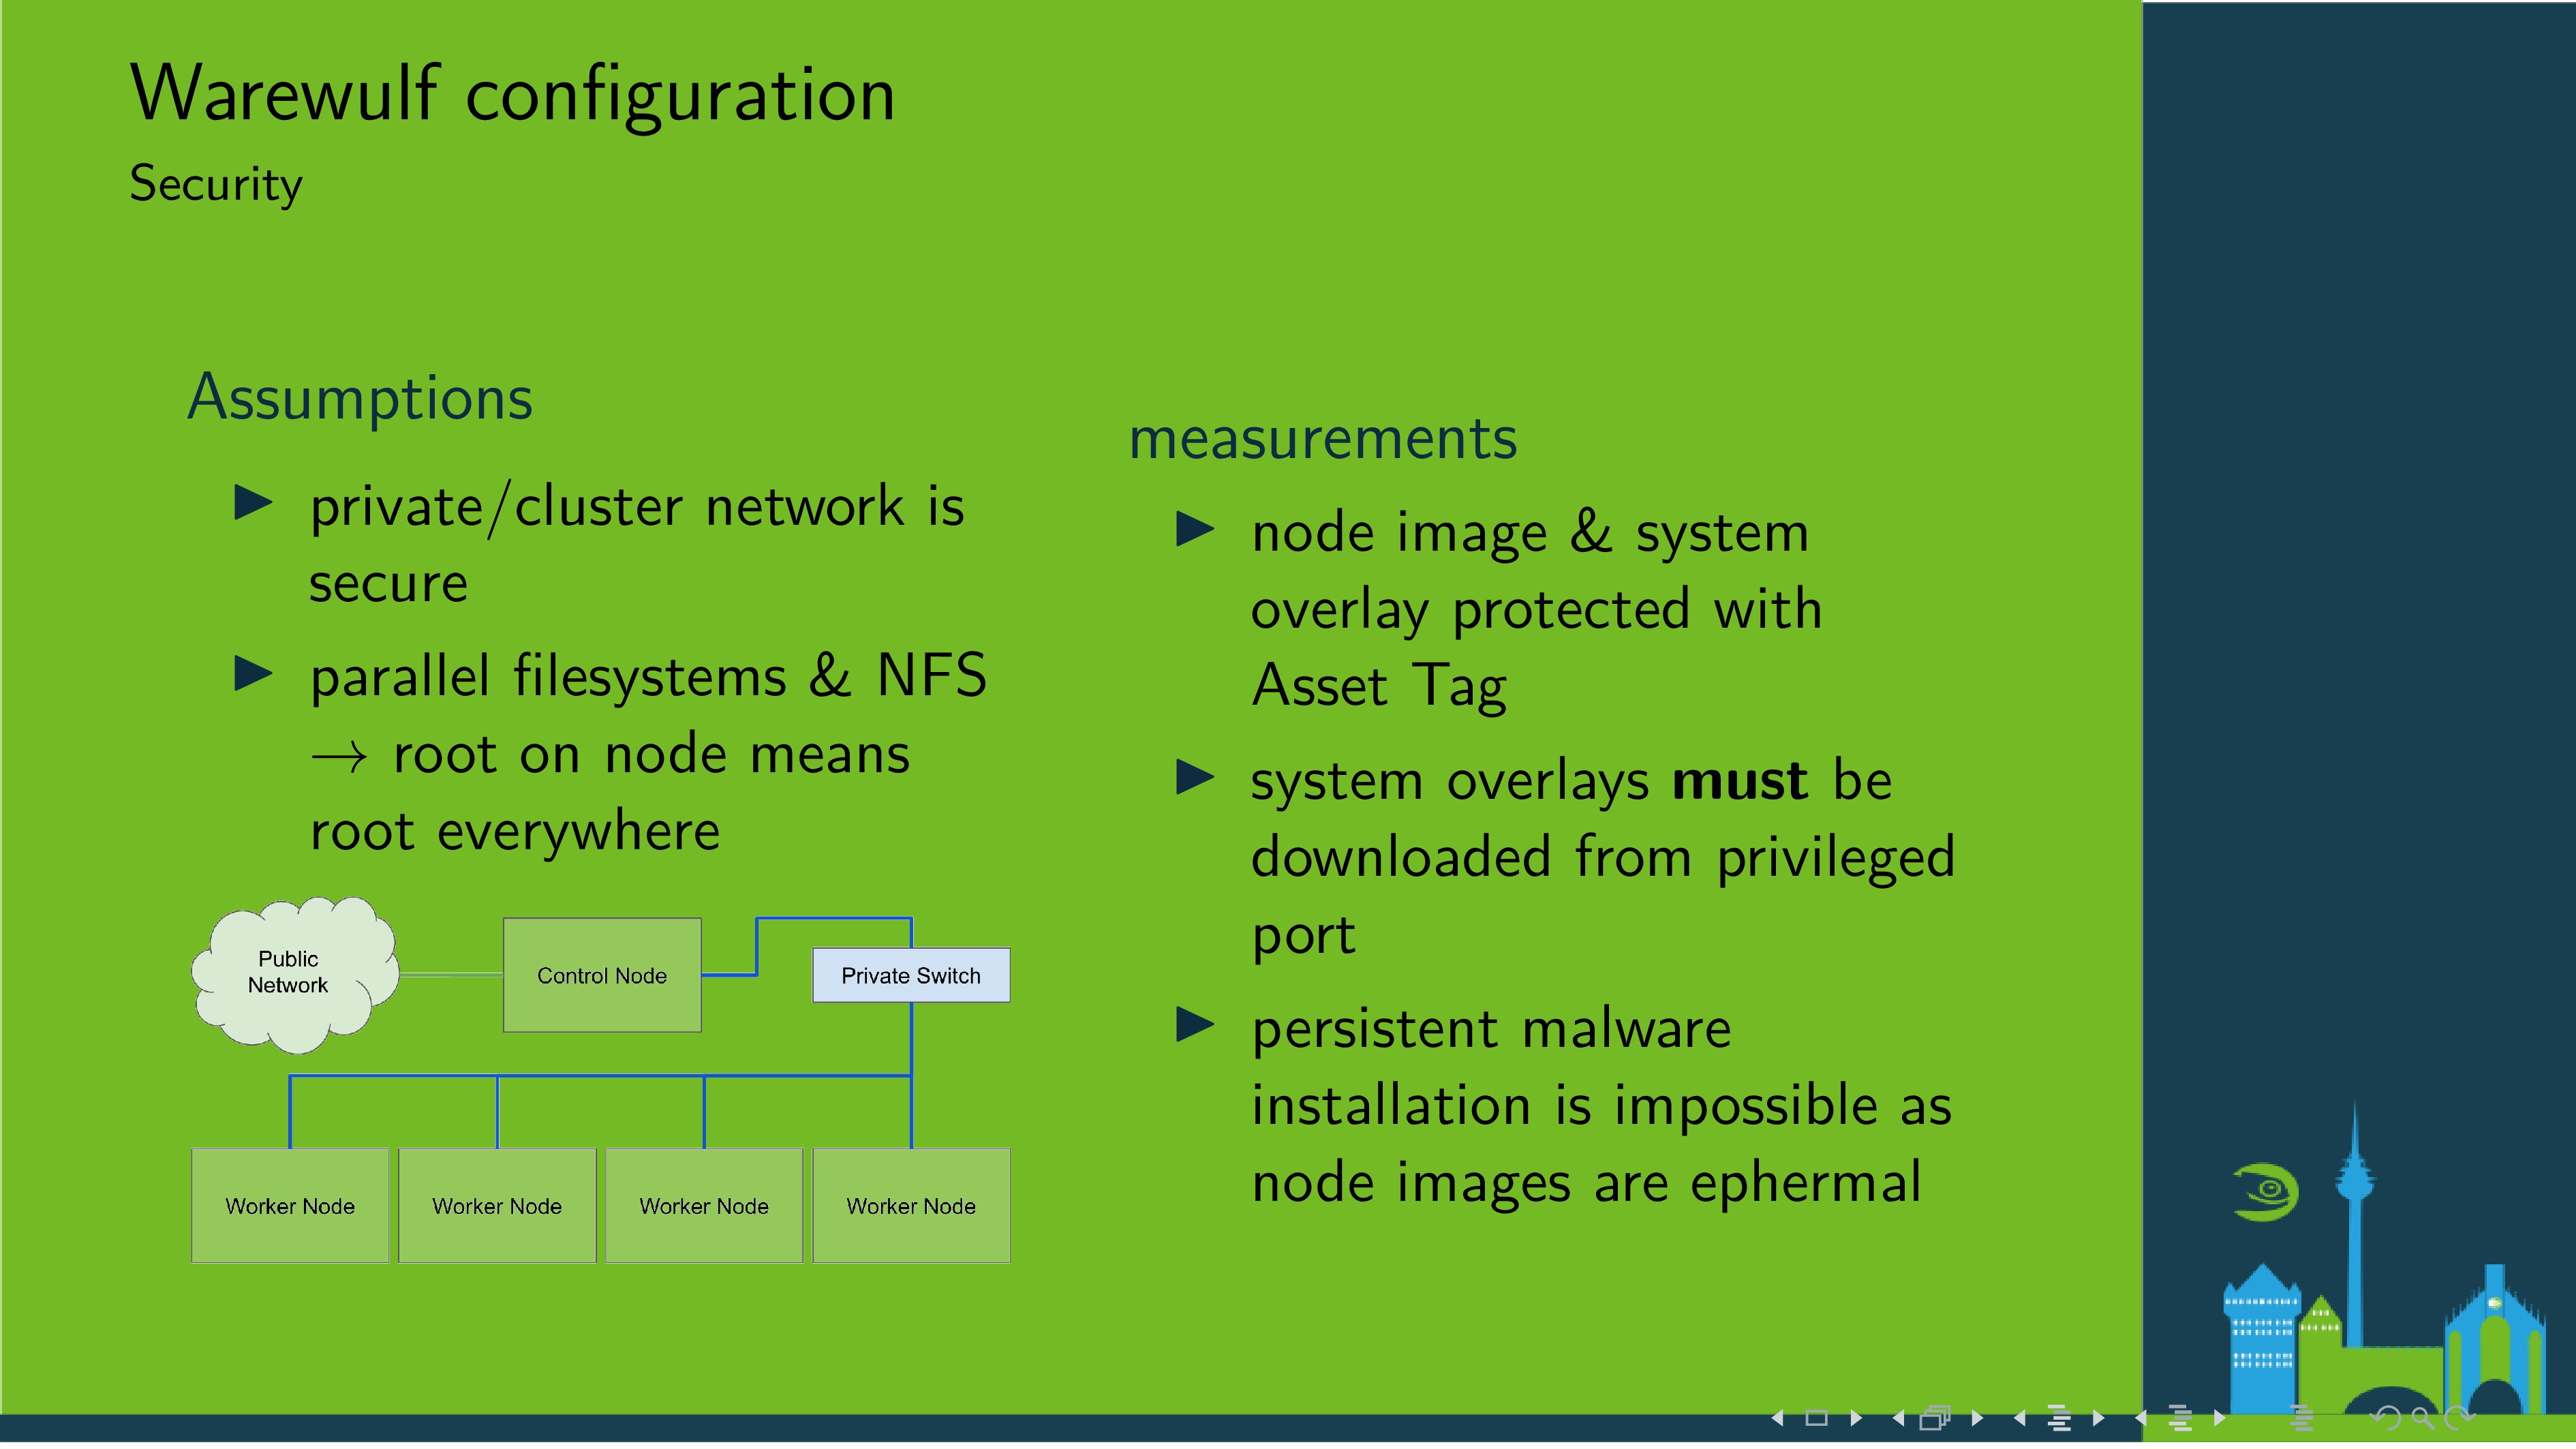 Warewulf configuration
Security
Assumptions
private/cluster network is
secure
parallel filesystems & NFS
→ root on node means
root everywhere
Public
Network
Control Node
Private Switch
Worker Node
Worker Node
Worker Node
Worker Node
measurements
node image & system
overlay protected with
Asset Tag
system overlays must be
downloaded from privileged
port
persistent malware
installation is impossible as
node images are ephermal